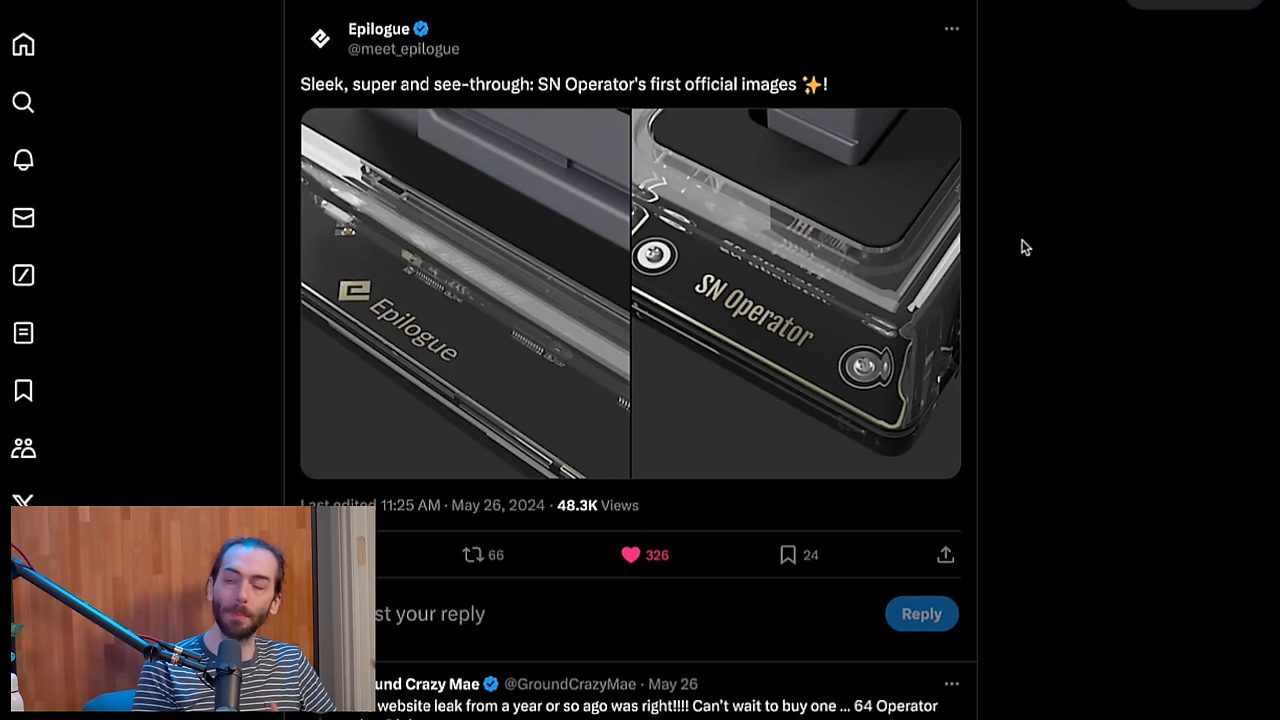 Epilogue
@meet_epilogue
Sleek, super and see-through: SN Operator's first official images ✨!
Epilogue
SN Operator
Last edited 11:25 AM · May 26, 2024 · 48.3K Views
66
326
24
st your reply
Reply
und Crazy Mae @GroundCrazyMae · May 26
website leak from a year or so ago was right!!!! Can't wait to buy one ... 64 Operator